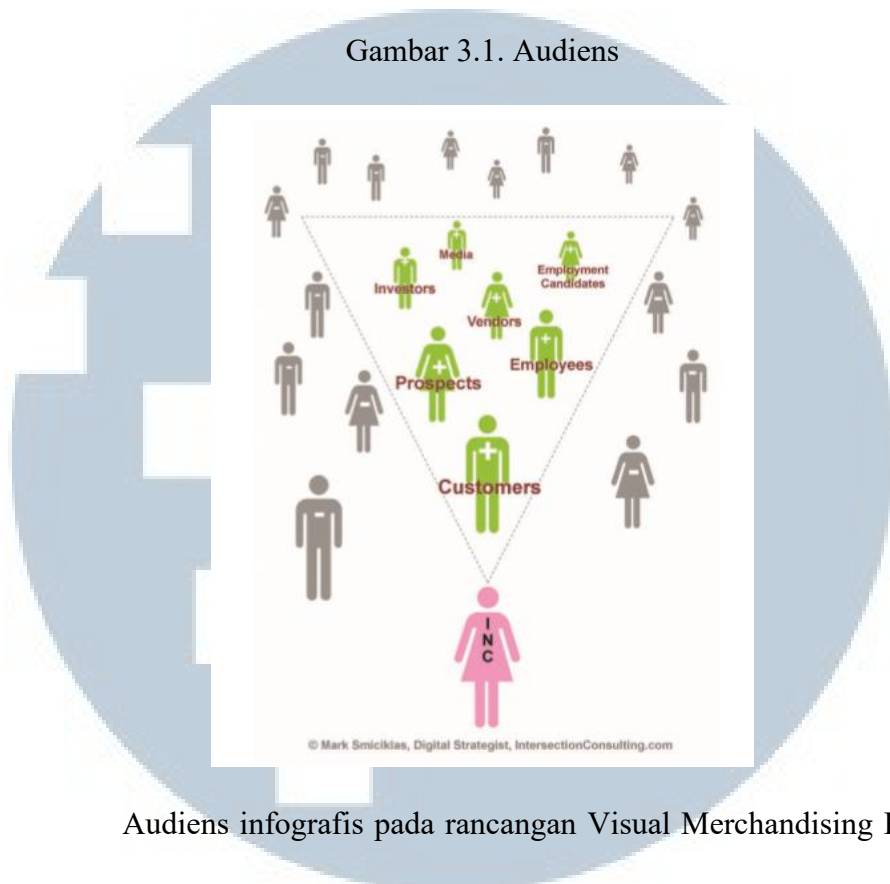 Gambar 3.1. Audiens
Media
Investors
Employment
Candidates
Vendors
Employees
Prospects
Customers
I
N
C
© Mark Smiciklas, Digital Strategist, IntersectionConsulting.com
Audiens infografis pada rancangan Visual Merchandising